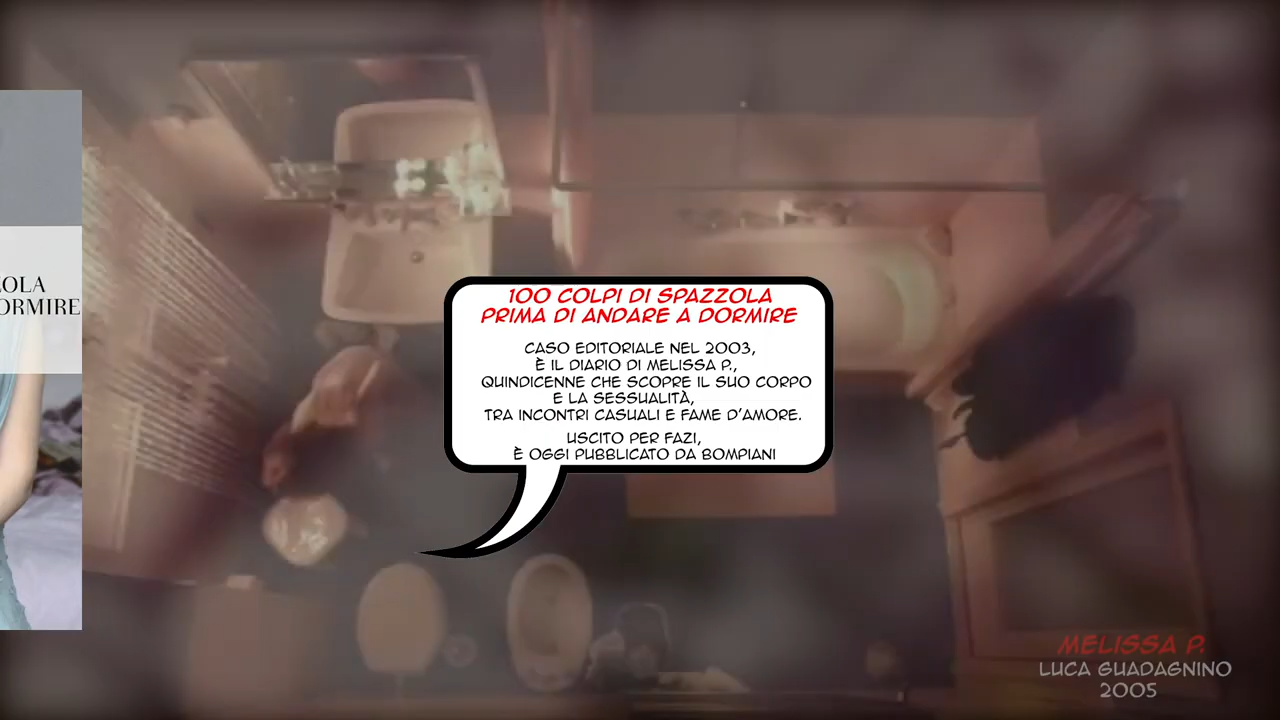 ORMIRE
100 COLPI DI SPAZZOLA
PRIMA DI ANDARE A DORMIRE
CASO EDITORIALE NEL 2003,
È IL DIARIO DI MELISSA P.,
QUINDICENNE CHE SCOPRE IL SUO CORPO
E LA SESSUALITÀ,
TRA INCONTRI CASUALI E FAME D'AMORE.
USCITO PER FAZI,
È OGGI PUBBLICATO DA BOMPIANI
MELISSA P.
LUCA GUADAGNINO
2005